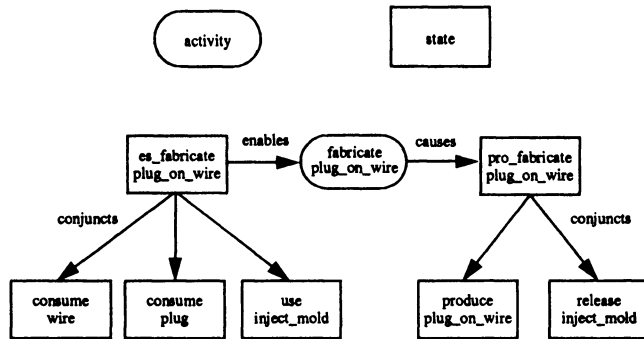 activity
state
enables
causes
es_fabricate
plug_on_wire
fabricate
plug_on_wire
pro_fabricate
plug_on_wire
conjuncts
conjuncts
consume
wire
consume
plug
use
inject_mold
produce
plug_on_wire
release
inject_mold